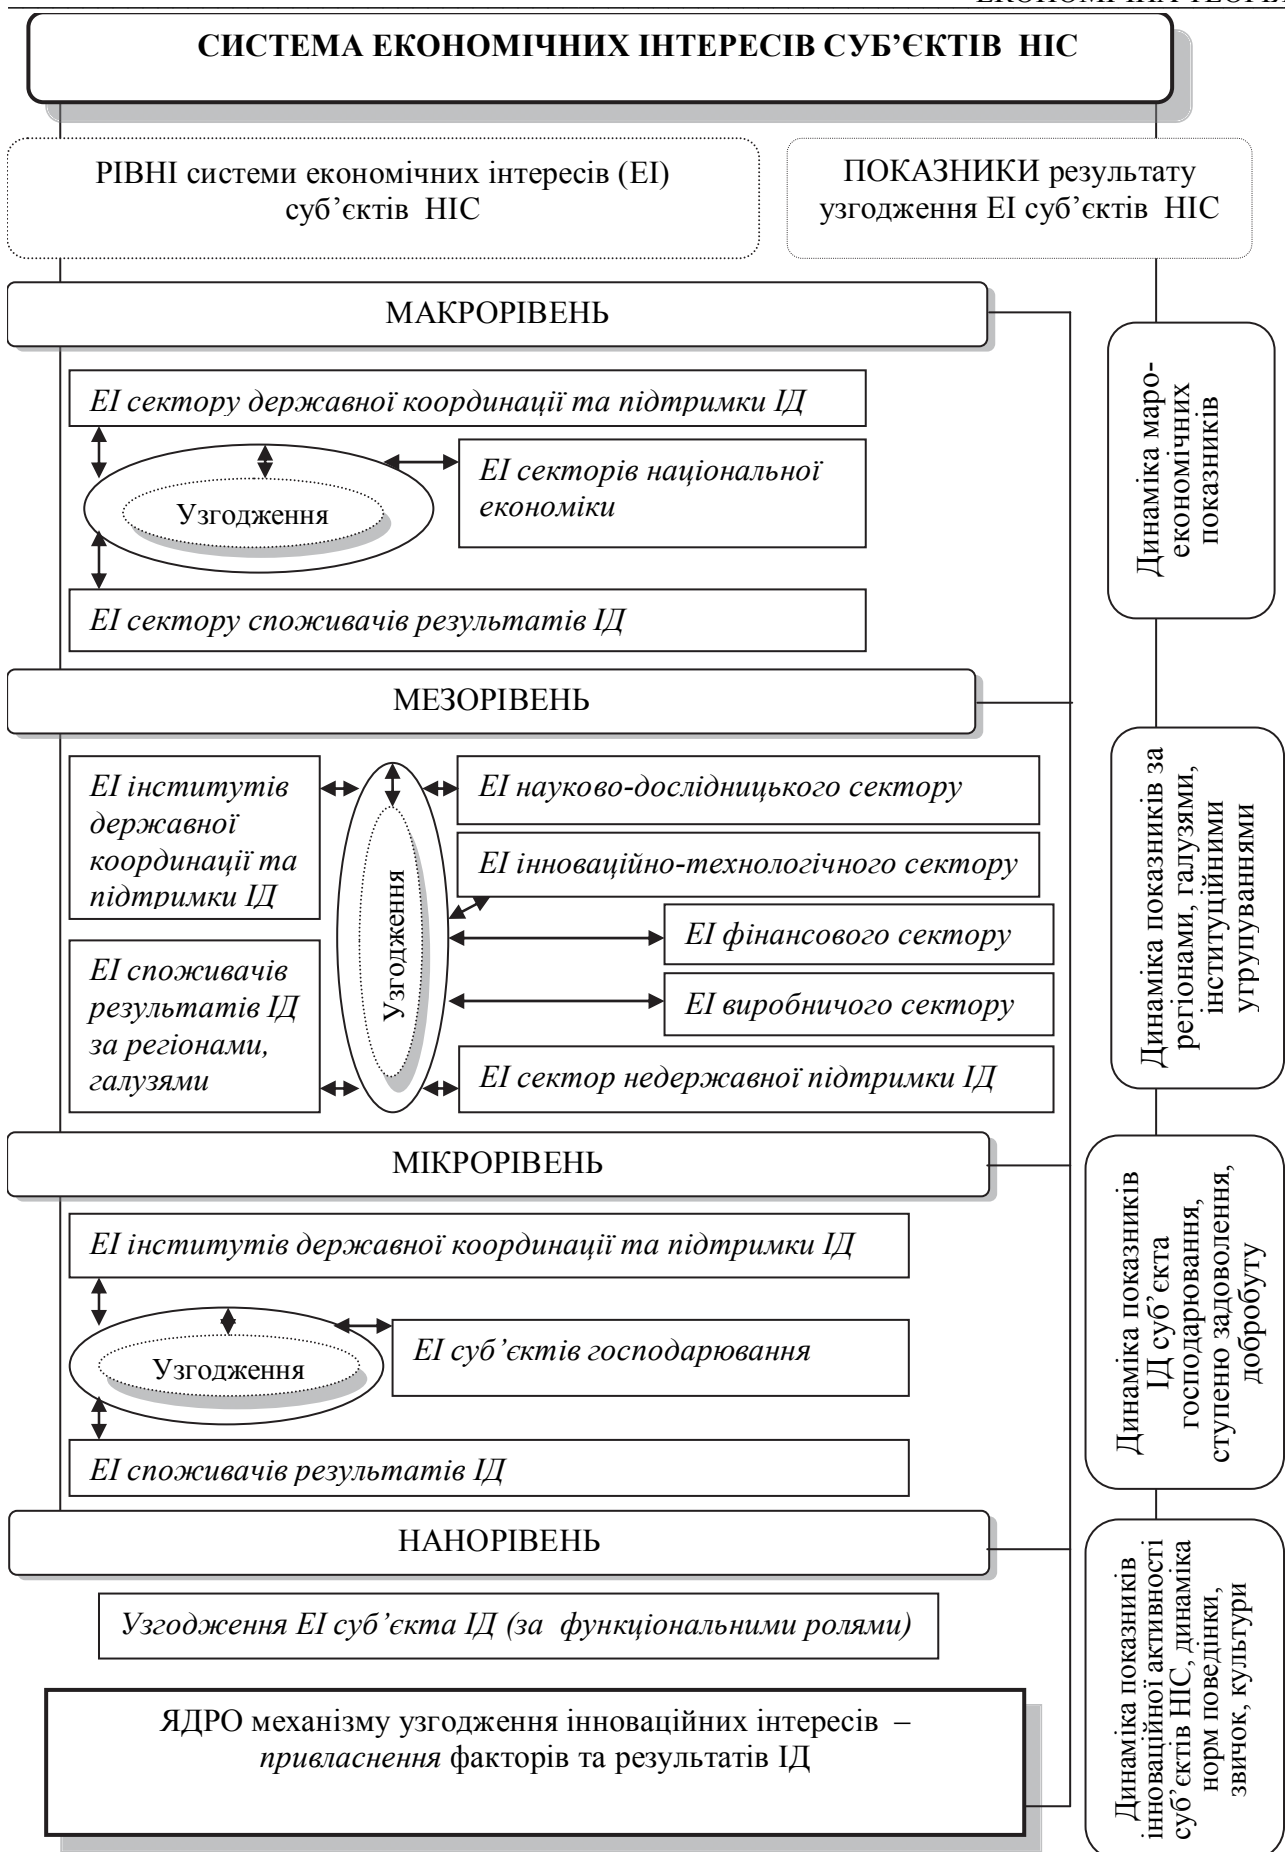 ЕКОНОМІЧНА ТЕОРІЯ
СИСТЕМА ЕКОНОМІЧНИХ ІНТЕРЕСІВ СУБ’ЄКТІВ НІС
РІВНІ системи економічних інтересів (ЕІ)
суб’єктів НІС
ПОКАЗНИКИ результату
узгодження ЕІ суб’єктів НІС
МАКРОРІВЕНЬ
ЕІ сектору державної координації та підтримки ІД
ЕІ секторів національної
економіки
Узгодження
ЕІ сектору споживачів результатів ІД
Динаміка маро-
економічних
показників
МЕЗОРІВЕНЬ
ЕІ інститутів
державної
координації та
підтримки ІД
ЕІ споживачів
результатів ІД
за регіонами,
галузями
Узгодження
ЕІ науково-дослідницького сектору
ЕІ інноваційно-технологічного сектору
ЕІ фінансового сектору
ЕІ виробничого сектору
ЕІ сектор недержавної підтримки ІД
Динаміка показників за
регіонами, галузями,
інституційними
угрупуваннями
МІКРОРІВЕНЬ
ЕІ інститутів державної координації та підтримки ІД
Узгодження
ЕІ суб’єктів господарювання
ЕІ споживачів результатів ІД
Динаміка показників
ІД суб’єкта
господарювання,
ступеню задоволення,
добробуту
НАНОРІВЕНЬ
Узгодження ЕІ суб’єкта ІД (за функціональними ролями)
ЯДРО механізму узгодження інноваційних інтересів –
привласнення факторів та результатів ІД
Динаміка показників
інноваційної активності
суб’єктів НІС, динаміка
норм поведінки,
звичок, культури